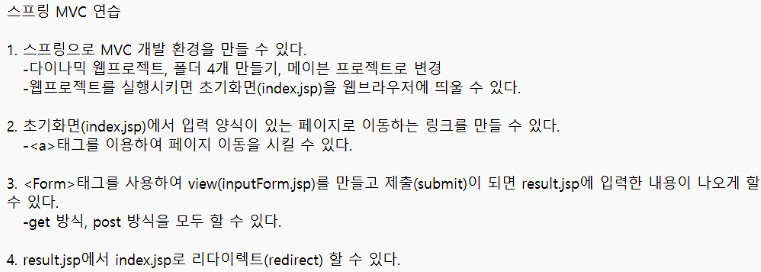 스프링 MVC 연습
1. 스프링으로 MVC 개발 환경을 만들 수 있다.
-다이나믹 웹프로젝트, 폴더 4개 만들기, 메이븐 프로젝트로 변경
-웹프로젝트를 실행시키면 초기화면(index.jsp)을 웹브라우저에 띄울 수 있다.
2. 초기화면(index.jsp)에서 입력 양식이 있는 페이지로 이동하는 링크를 만들 수 있다.
-<a>태그를 이용하여 페이지 이동을 시킬 수 있다.
3. <Form>태그를 사용하여 view(inputForm.jsp)를 만들고 제출(submit)이 되면 result.jsp에 입력한 내용이 나오게 할
수 있다.
-get 방식, post 방식을 모두 할 수 있다.
4. result.jsp에서 index.jsp로 리다이렉트(redirect) 할 수 있다.